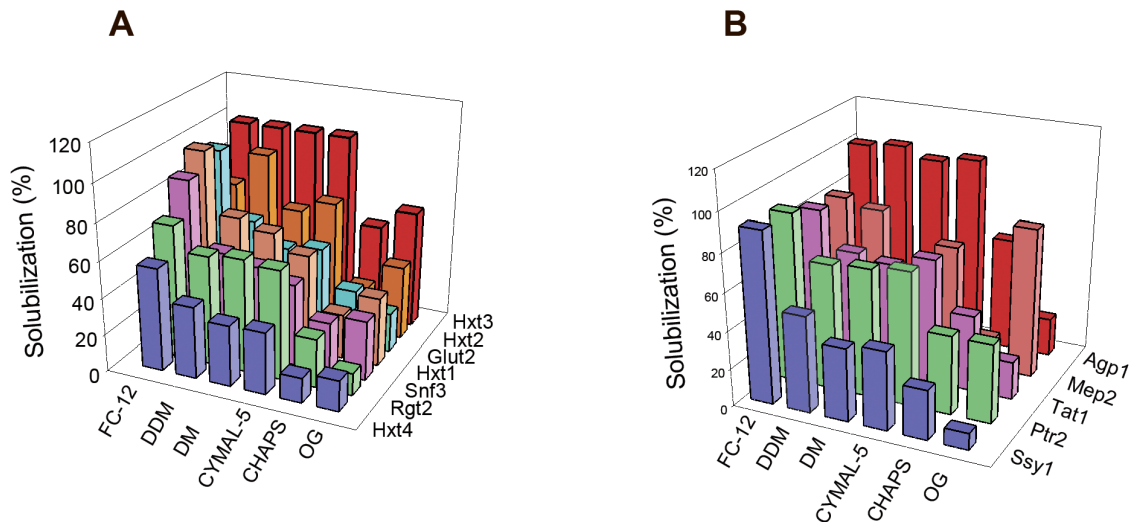 A
Solubilization (%)
120
100
80
60
40
20
0
FC-12
DDM
DM
CYMAL-5
CHAPS
OG
Hxt3
Hxt2
Glut2
Hxt1
Snf3
Rgt2
Hxt4
B
Solubilization (%)
120
100
80
60
40
20
0
FC-12
DDM
DM
CYMAL-5
CHAPS
OG
Agp1
Mep2
Tat1
Ptr2
Ssy1